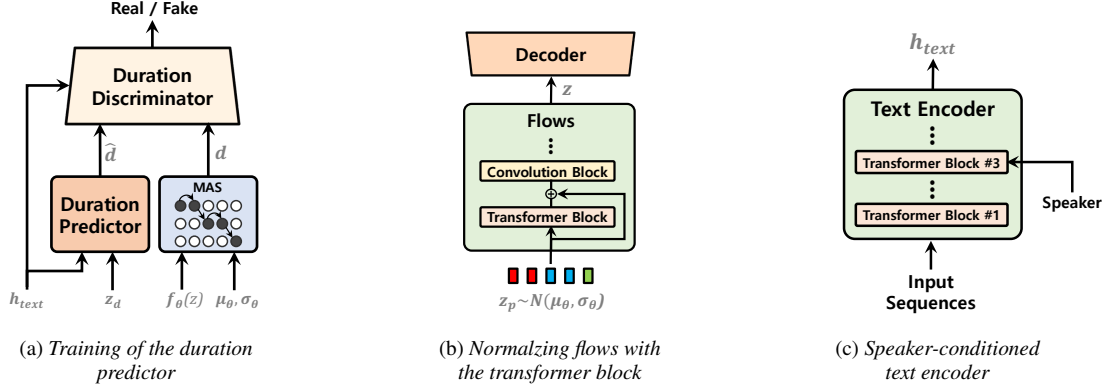 Real / Fake
Duration
Discriminator
d̂
d
Duration
Predictor
MAS
h_text
z_d
f_θ(z)
μ_θ, σ_θ
(a) Training of the duration
predictor
Decoder
z
Flows
Convolution Block
Transformer Block
z_p~N(μ_θ, σ_θ)
(b) Normalzing flows with
the transformer block
h_text
Text Encoder
Transformer Block #3
Transformer Block #1
Speaker
Input
Sequences
(c) Speaker-conditioned
text encoder